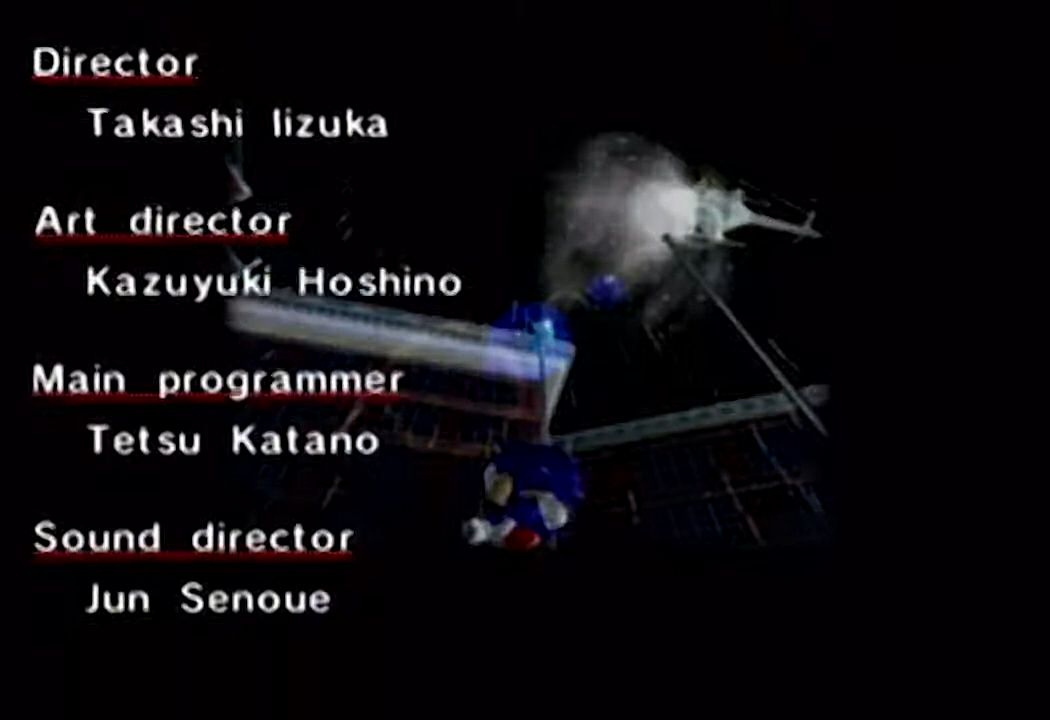 Director
Takashi Iizuka
Art director
Kazuyuki Hoshino
Main programmer
Tetsu Katano
Sound director
Jun Senoue